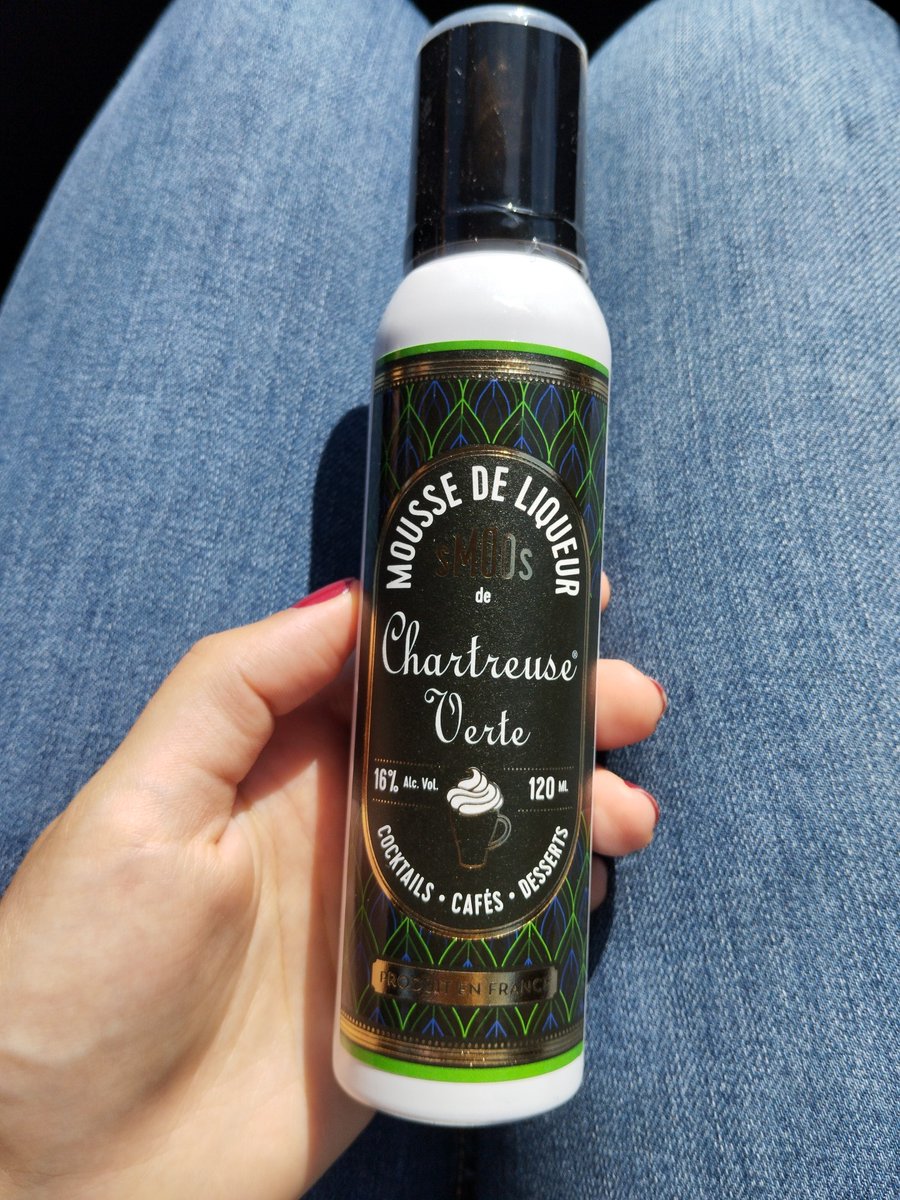 MOUSSE DE LIQUEUR
sMOOs
de
Chartreuse®
Verte
16% Alc. Vol.
120 ML
COCKTAILS • CAFÉS • DESSERTS
PRODUIT EN FRANCE